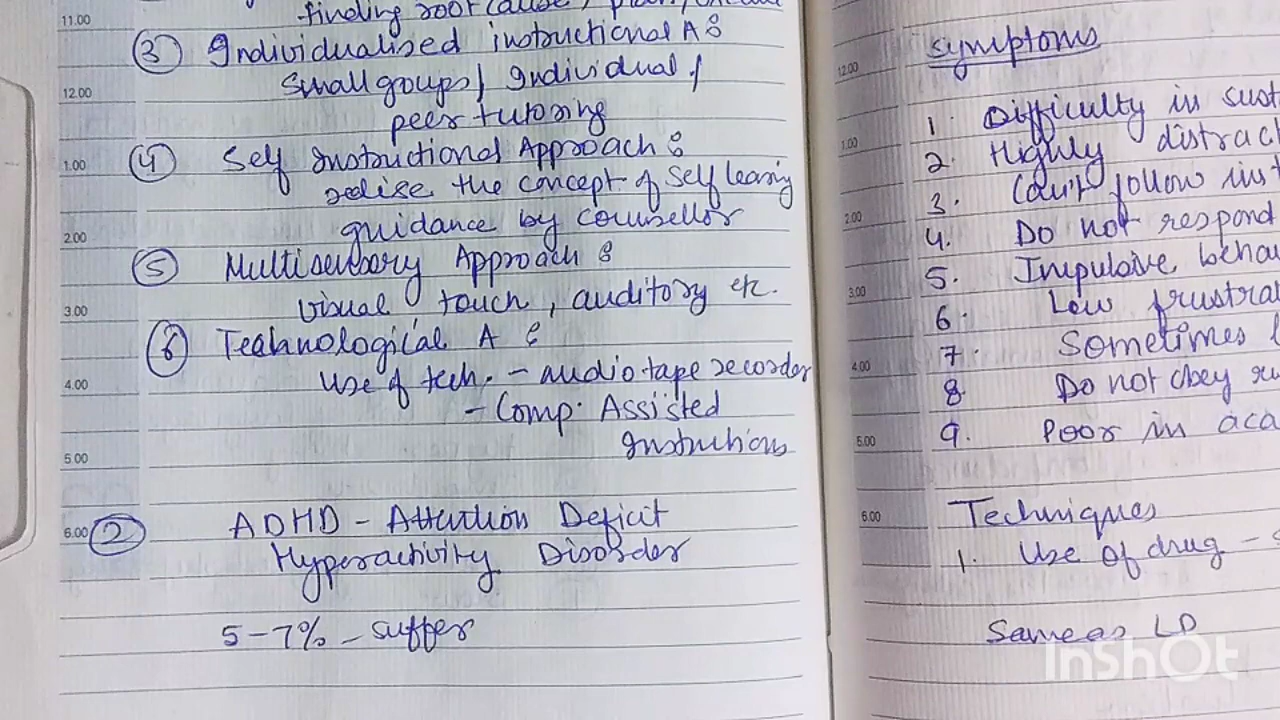 11.00
finding root cause,
③ Individualised instructional A :
12.00
Small groups / Individual /
peer tutoring
④ Self Instructional Approach :
1.00
the concept of self learing
guidance by counsellor
2.00
⑤ Multisensory Approach :
visual touch, auditory etc.
3.00
⑥ Technological A :
Use of tech. - audio tape recorder
4.00
- Comp. Assisted
Instructions
5.00
6.00
② ADHD - Attention Deficit
Hyperactivity Disorder
5-7% - suffer
symptoms
12.00
1. Difficulty in sust
1.00
2. Highly distrac
3. Can't follow inst
2.00
4. Do not respond
5. Impulsive behav
3.00
6. Low frustrat
7. Sometimes
4.00
8. Do not obey ru
9. Poor in aca
5.00
6.00
Techniques
1. Use of drug - s
Same as LD
InShOt